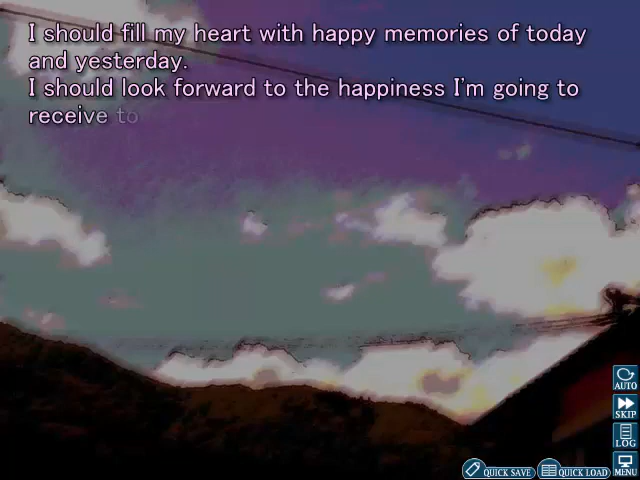 I should fill my heart with happy memories of today
and yesterday.
I should look forward to the happiness I'm going to
receive to
AUTO
SKIP
LOG
MENU
QUICK SAVE
QUICK LOAD